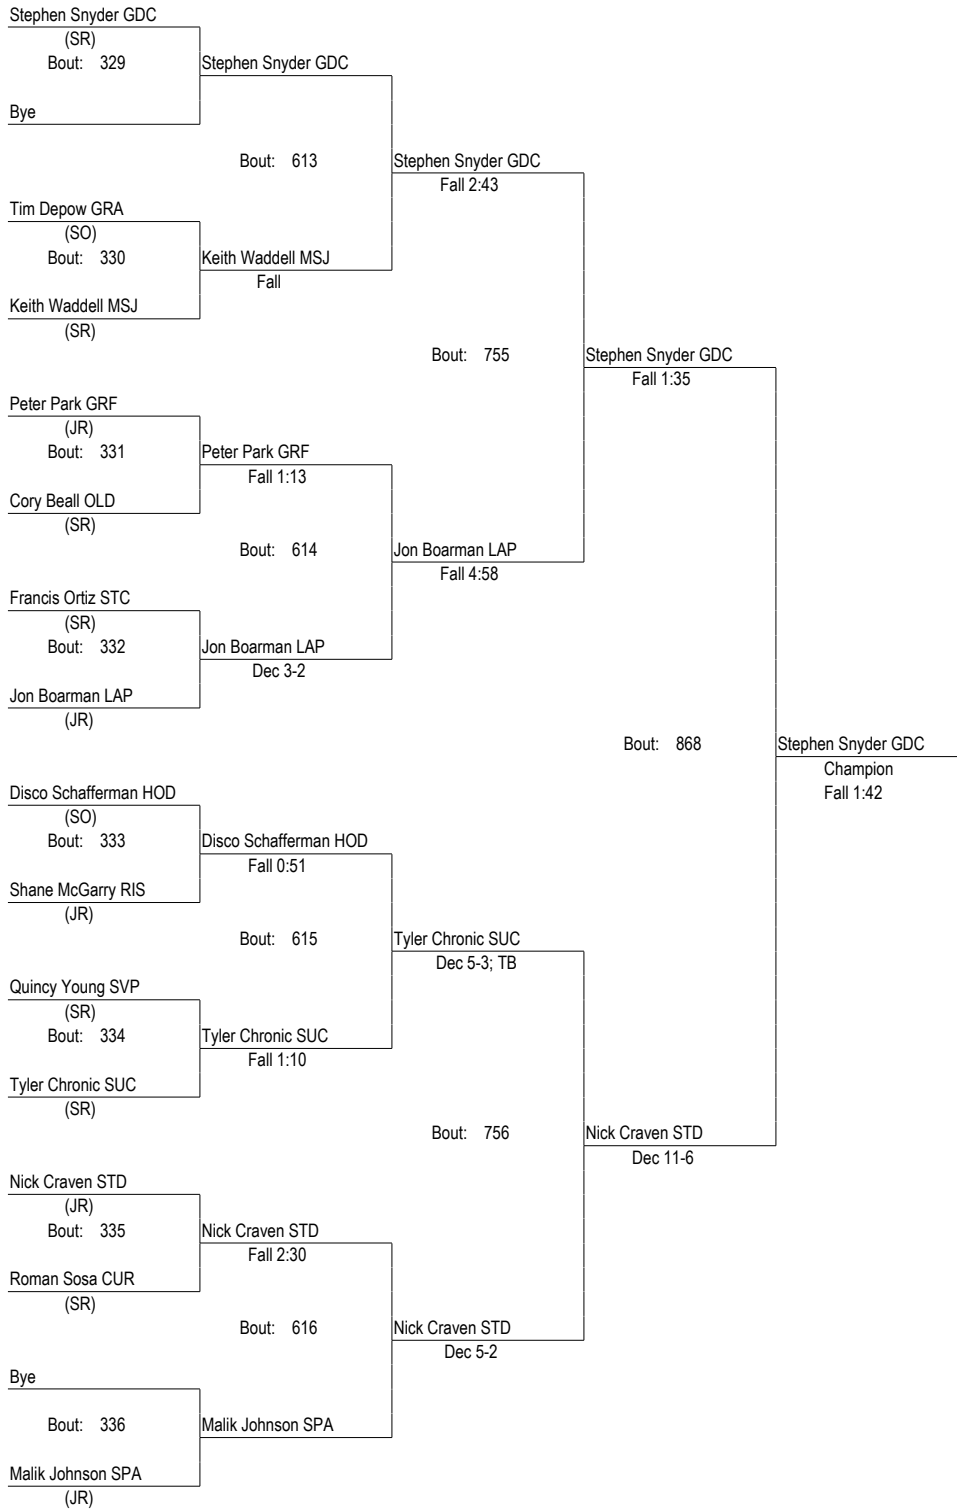 Stephen Snyder GDC
(SR)
Bout: 329
Stephen Snyder GDC
Bye
Bout: 613
Stephen Snyder GDC
Fall 2:43
Tim Depow GRA
(SO)
Bout: 330
Keith Waddell MSJ
Fall
Keith Waddell MSJ
(SR)
Bout: 755
Stephen Snyder GDC
Fall 1:35
Peter Park GRF
(JR)
Bout: 331
Peter Park GRF
Fall 1:13
Cory Beall OLD
(SR)
Bout: 614
Jon Boarman LAP
Fall 4:58
Francis Ortiz STC
(SR)
Bout: 332
Jon Boarman LAP
Dec 3-2
Jon Boarman LAP
(JR)
Bout: 868
Stephen Snyder GDC
Champion
Fall 1:42
Disco Schafferman HOD
(SO)
Bout: 333
Disco Schafferman HOD
Fall 0:51
Shane McGarry RIS
(JR)
Bout: 615
Tyler Chronic SUC
Dec 5-3; TB
Quincy Young SVP
(SR)
Bout: 334
Tyler Chronic SUC
Fall 1:10
Tyler Chronic SUC
(SR)
Bout: 756
Nick Craven STD
Dec 11-6
Nick Craven STD
(JR)
Bout: 335
Nick Craven STD
Fall 2:30
Roman Sosa CUR
(SR)
Bout: 616
Nick Craven STD
Dec 5-2
Bye
Bout: 336
Malik Johnson SPA
Malik Johnson SPA
(JR)